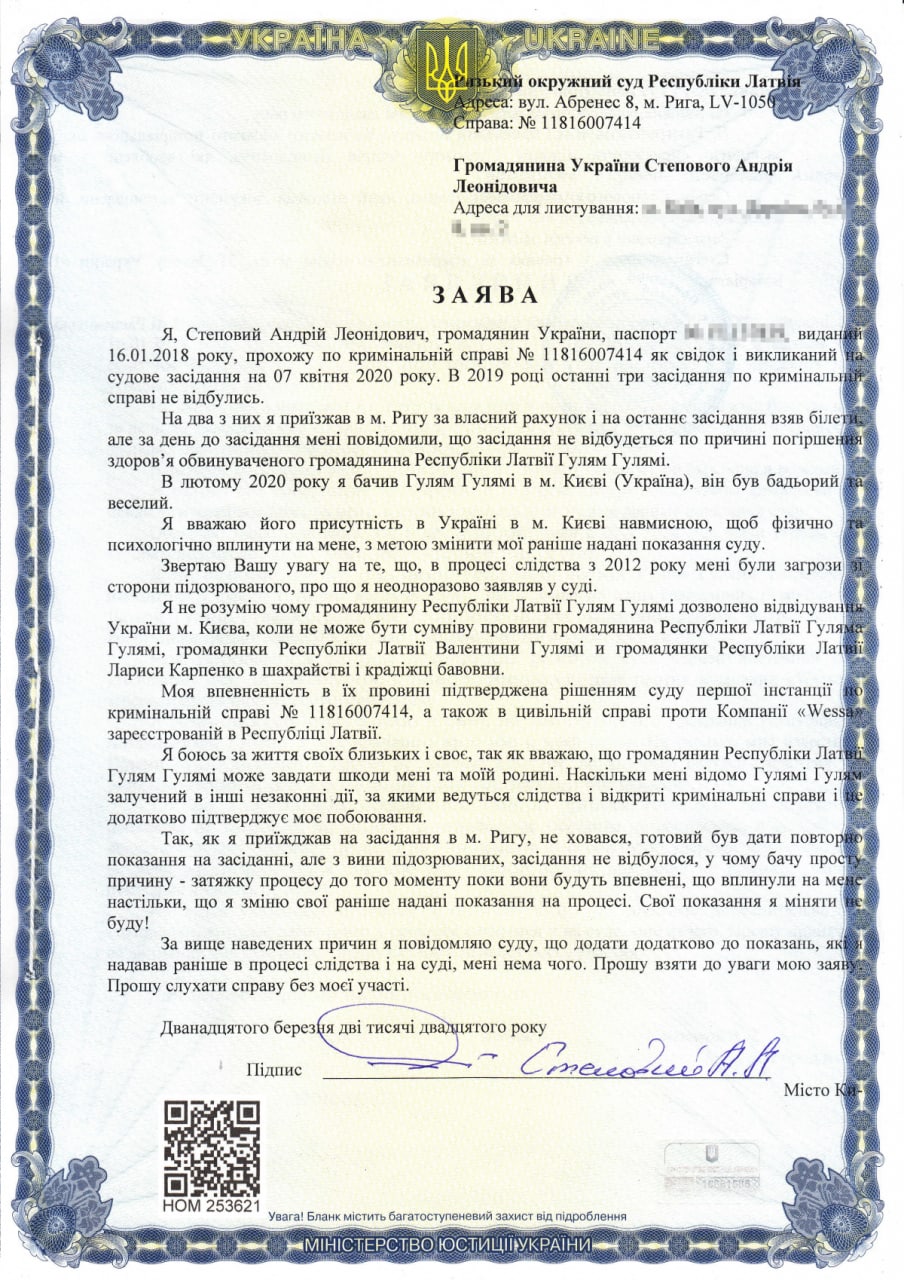 УКРАЇНА UKRAINE
Ризький окружний суд Республіки Латвія
Адреса: вул. Абренес 8, м. Рига, LV-1050
Справа: № 11816007414
Громадянина України Степового Андрія
Леонідовича
Адреса для листування:
ЗАЯВА
Я, Степовий Андрій Леонідович, громадянин України, паспорт виданий
16.01.2018 року, прохожу по кримінальній справі № 11816007414 як свідок і викликаний на
судове засідання на 07 квітня 2020 року. В 2019 році останні три засідання по кримінальній
справі не відбулись.
На два з них я приїзжав в м. Ригу за власний рахунок і на останнє засідання взяв білети,
але за день до засідання мені повідомили, що засідання не відбудеться по причині погіршення
здоров’я обвинуваченого громадянина Республіки Латвії Гулям Гулямі.
В лютому 2020 року я бачив Гулям Гулямі в м. Києві (Україна), він був бадьорий та
веселий.
Я вважаю його присутність в Україні в м. Києві навмисною, щоб фізично та
психологічно вплинути на мене, з метою змінити мої раніше надані показання суду.
Звертаю Вашу увагу на те, що, в процесі слідства з 2012 року мені були загрози зі
сторони підозрюваного, про що я неодноразово заявляв у суді.
Я не розумію чому громадянину Республіки Латвії Гулям Гулямі дозволено відвідування
України м. Києва, коли не може бути сумніву провини громадянина Республіки Латвії Гуляма
Гулямі, громадянки Республіки Латвії Валентини Гулямі и громадянки Республіки Латвії
Лариси Карпенко в шахрайстві і крадіжці бавовни.
Моя впевненність в їх провині підтверджена рішенням суду першої інстанції по
кримінальній справі № 11816007414, а також в цивільній справі проти Компанії «Wessa»
зареєстрованій в Республіці Латвії.
Я боюсь за життя своїх близьких і своє, так як вважаю, що громадянин Республіки Латвії
Гулям Гулямі може завдати шкоди мені та моїй родині. Наскільки мені відомо Гулямі Гулям
залучений в інші незаконні дії, за якими ведуться слідства і відкриті кримінальні справи і це
додатково підтверджує моє побоювання.
Так, як я приїжджав на засідання в м. Ригу, не ховався, готовий був дати повторно
показання на засіданні, але з вини підозрюваних, засідання не відбулося, у чому бачу просту
причину - затяжку процесу до того моменту поки вони будуть впевнені, що вплинули на мене
настільки, що я зміню свої раніше надані показання на процесі. Свої показання я міняти не
буду!
За вище наведених причин я повідомляю суду, що додати додатково до показань, які я
надавав раніше в процесі слідства і на суді, мені нема чого. Прошу взяти до уваги мою заяву.
Прошу слухати справу без моєї участі.
Дванадцятого березня дві тисячі двадцятого року
Підпис Степовий А.Л
Місто Ки-
НОМ 253621
Увага! Бланк містить багатоступеневий захист від підроблення
МІНІСТЕРСТВО ЮСТИЦІЇ УКРАЇНИ